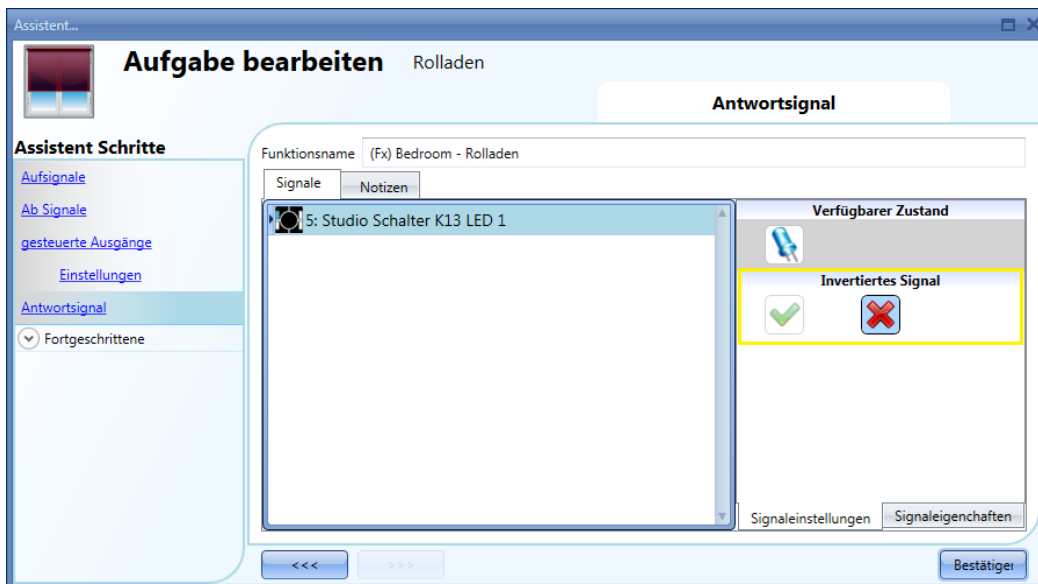 Assistent...
Aufgabe bearbeiten Rolladen
Antwortsignal
Assistent Schritte
Aufsignale
Ab Signale
gesteuerte Ausgänge
Einstellungen
Antwortsignal
Fortgeschrittene
Funktionsname (Fx) Bedroom - Rolladen
Signale Notizen
5: Studio Schalter K13 LED 1
Verfügbarer Zustand
Invertiertes Signal
Signaleinstellungen Signaleigenchaften
<<< >>> Bestätiger